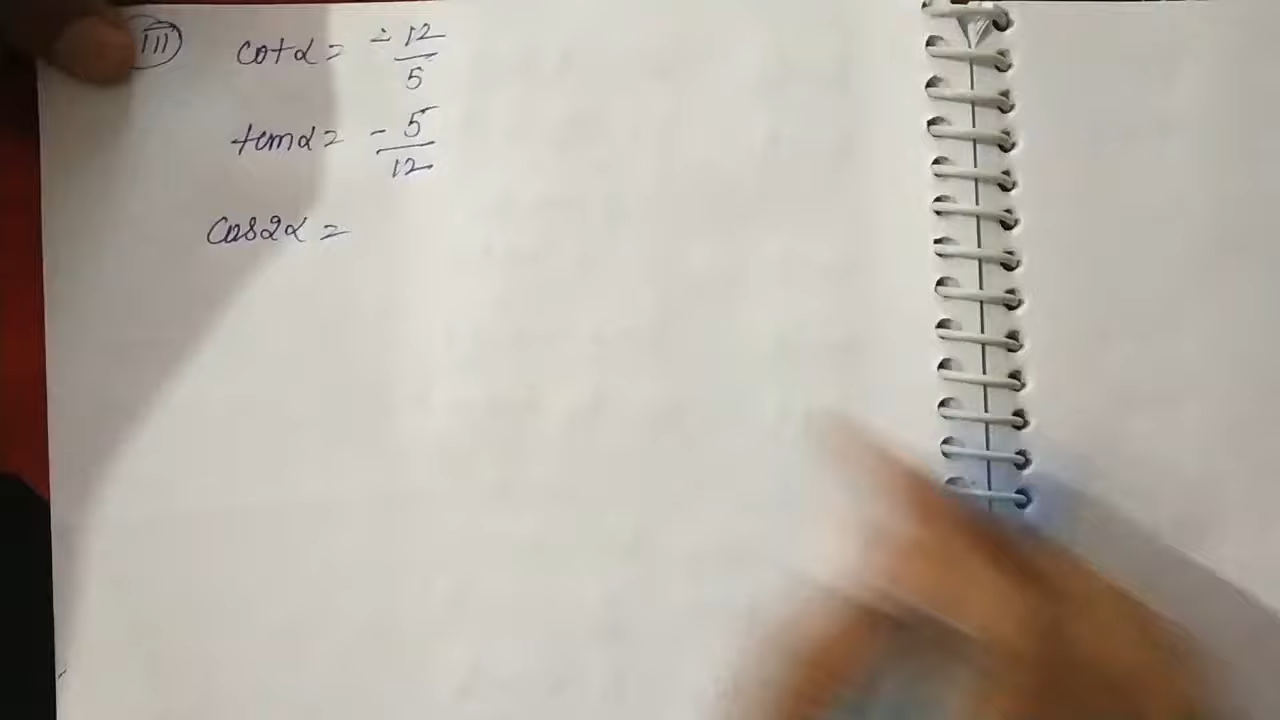 (iii) cotα = -12/5
tanα = -5/12
cos2α =